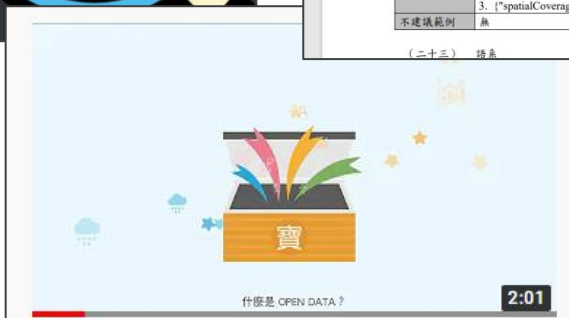 3. {"spatialCoverag
不建議範例 無
（二十三） 語系
寶
什麼是 OPEN DATA？
2:01